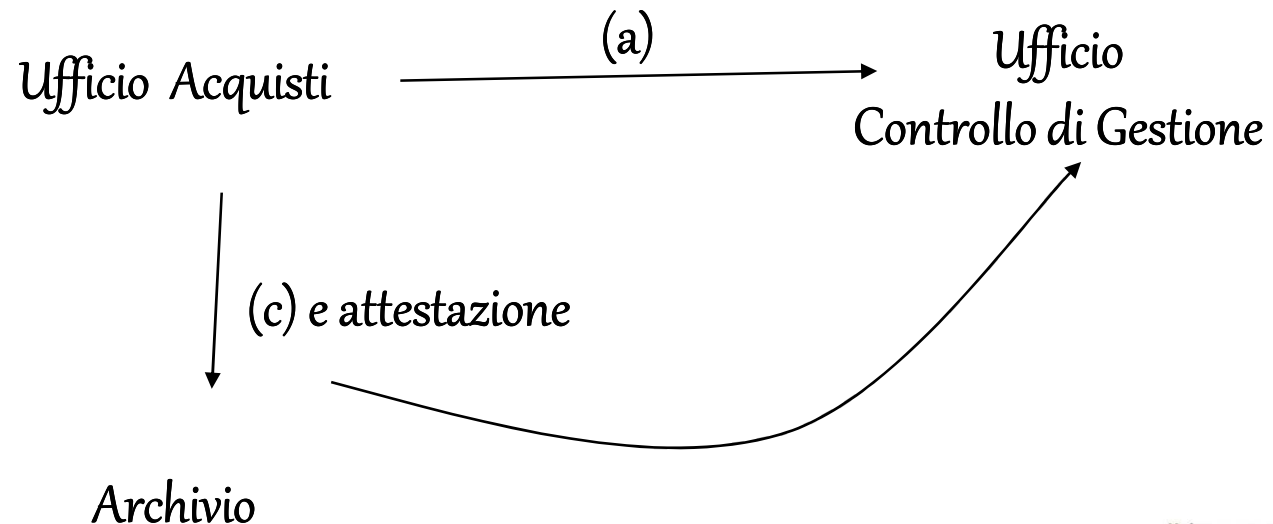 (a)
Ufficio Acquisti
Ufficio
Controllo di Gestione
(c) e attestazione
Archivio